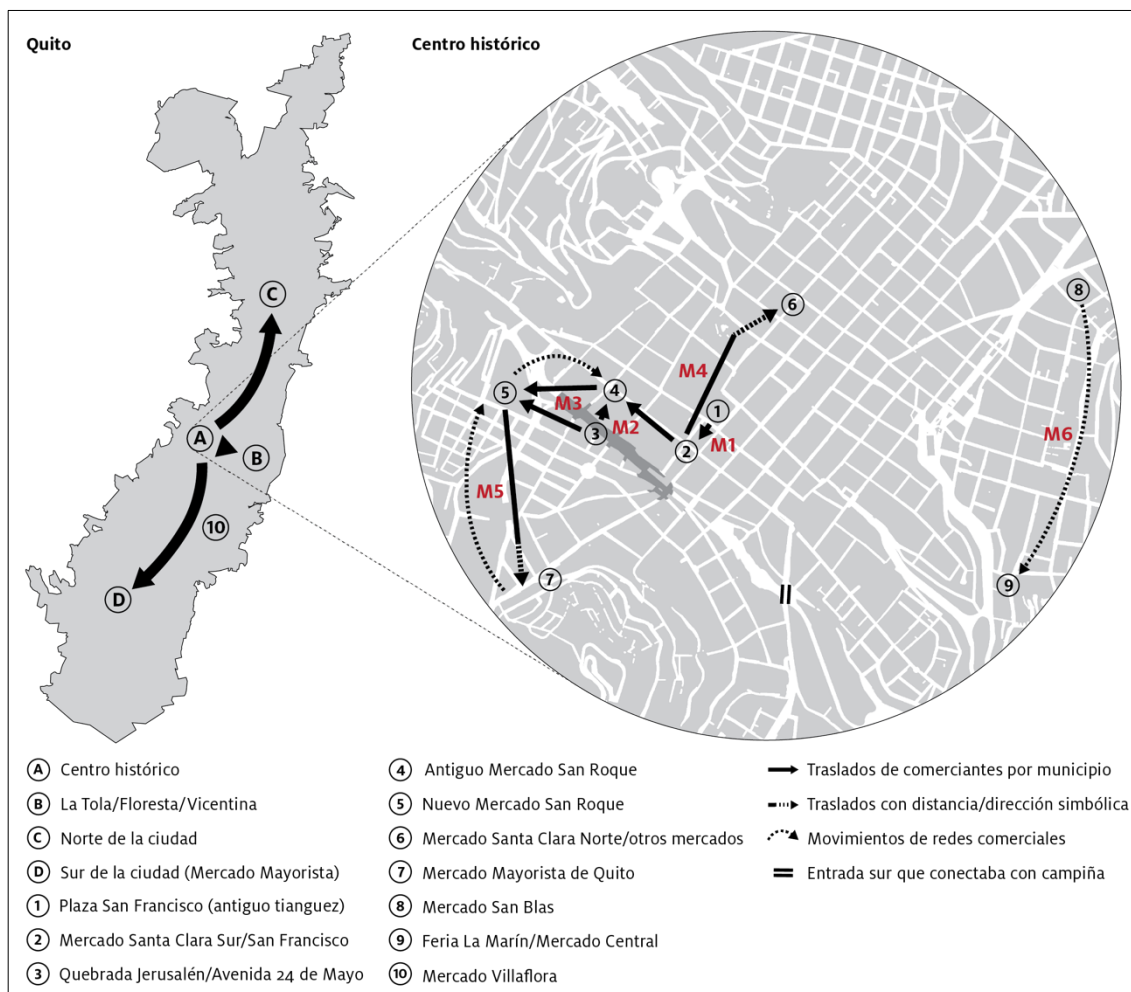 Quito
Centro histórico
C
A
B
10
D
8
6
M4
5
4
1
M3
3
M2
2
M1
M6
M5
7
9
A Centro histórico
B La Tola/Floresta/Vicentina
C Norte de la ciudad
D Sur de la ciudad (Mercado Mayorista)
1 Plaza San Francisco (antiguo tianguez)
2 Mercado Santa Clara Sur/San Francisco
3 Quebrada Jerusalén/Avenida 24 de Mayo
4 Antiguo Mercado San Roque
5 Nuevo Mercado San Roque
6 Mercado Santa Clara Norte/otros mercados
7 Mercado Mayorista de Quito
8 Mercado San Blas
9 Feria La Marín/Mercado Central
10 Mercado Villaflora
Traslados de comerciantes por municipio
Traslados con distancia/dirección simbólica
Movimientos de redes comerciales
Entrada sur que conectaba con campiña